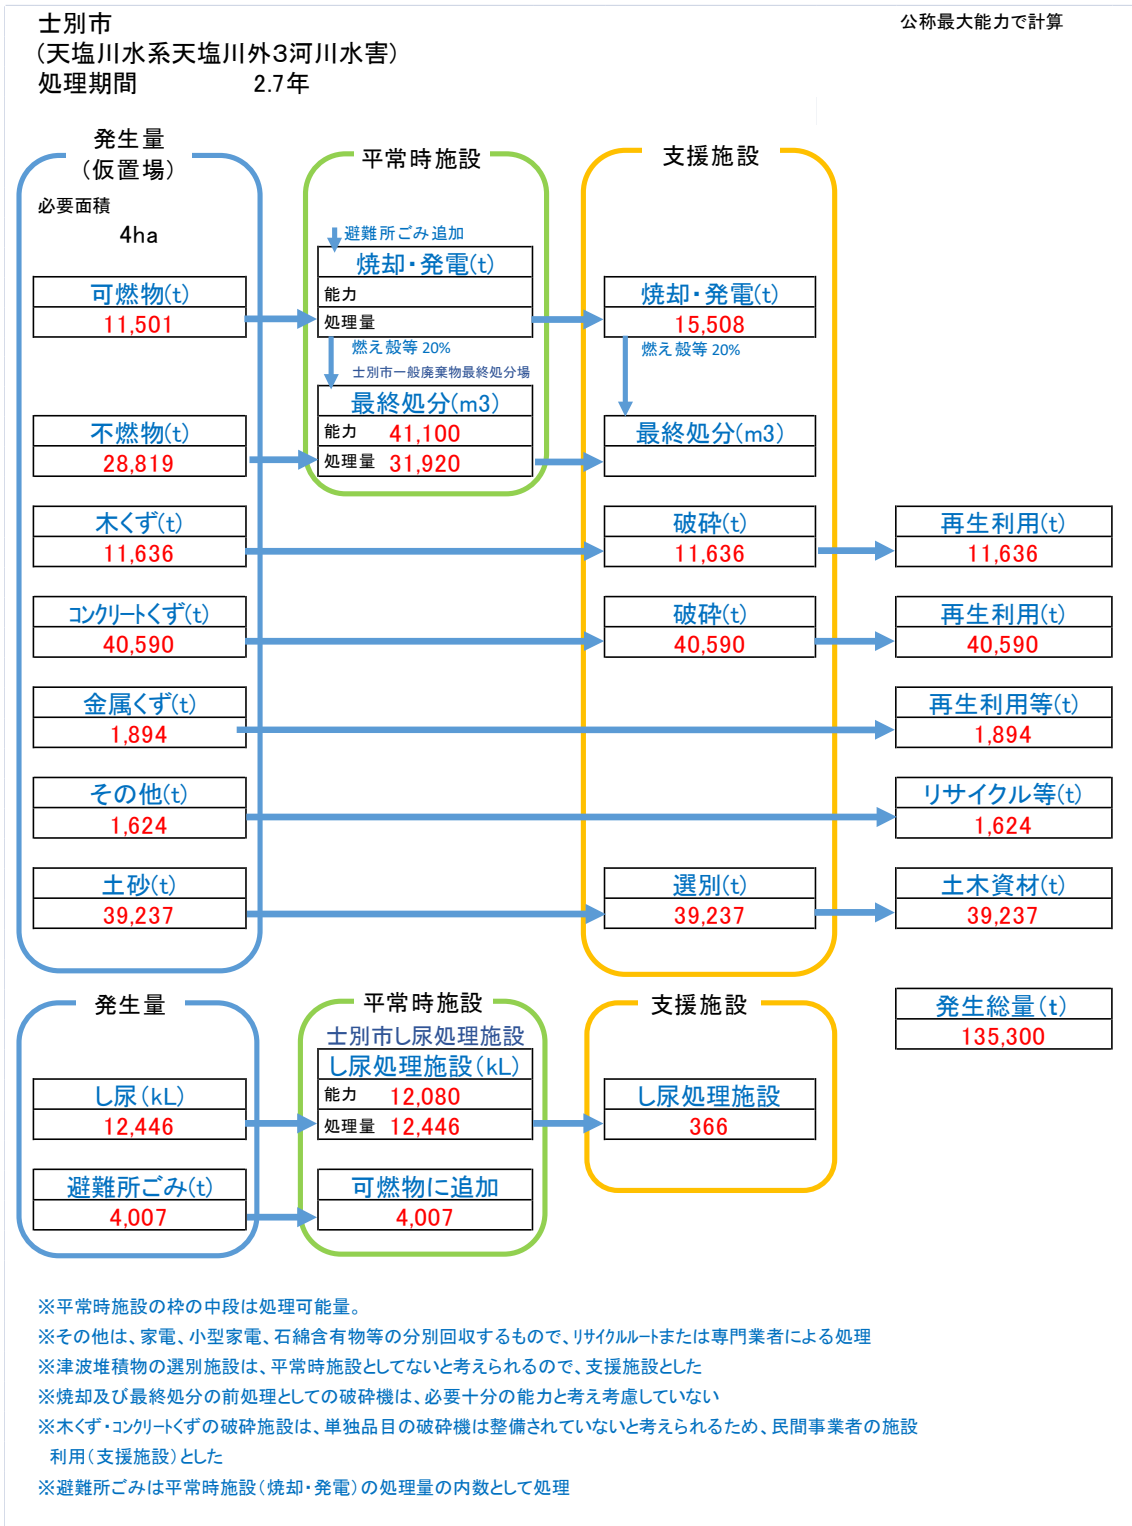 士別市
公称最大能力で計算
(天塩川水系天塩川外3河川水害)
処理期間 2.7年
発生量
(仮置場)
平常時施設
支援施設
必要面積
4ha
避難所ごみ追加
焼却・発電(t)
能力
処理量
可燃物(t)
11,501
焼却・発電(t)
15,508
燃え殻等 20%
燃え殻等 20%
士別市一般廃棄物最終処分場
最終処分(m3)
能力 41,100
処理量 31,920
不燃物(t)
28,819
最終処分(m3)
木くず(t)
11,636
破砕(t)
11,636
再生利用(t)
11,636
コンクリートくず(t)
40,590
破砕(t)
40,590
再生利用(t)
40,590
金属くず(t)
1,894
再生利用等(t)
1,894
その他(t)
1,624
リサイクル等(t)
1,624
土砂(t)
39,237
選別(t)
39,237
土木資材(t)
39,237
発生量
平常時施設
支援施設
発生総量(t)
135,300
士別市し尿処理施設
し尿処理施設(kL)
能力 12,080
処理量 12,446
し尿(kL)
12,446
し尿処理施設
366
避難所ごみ(t)
4,007
可燃物に追加
4,007
※平常時施設の枠の中段は処理可能量。
※その他は、家電、小型家電、石綿含有物等の分別回収するもので、リサイクルルートまたは専門業者による処理
※津波堆積物の選別施設は、平常時施設としてないと考えられるので、支援施設とした
※焼却及び最終処分の前処理としての破砕機は、必要十分の能力と考え考慮していない
※木くず・コンクリートくずの破砕施設は、単独品目の破砕機は整備されていないと考えられるため、民間事業者の施設
利用(支援施設)とした
※避難所ごみは平常時施設(焼却・発電)の処理量の内数として処理